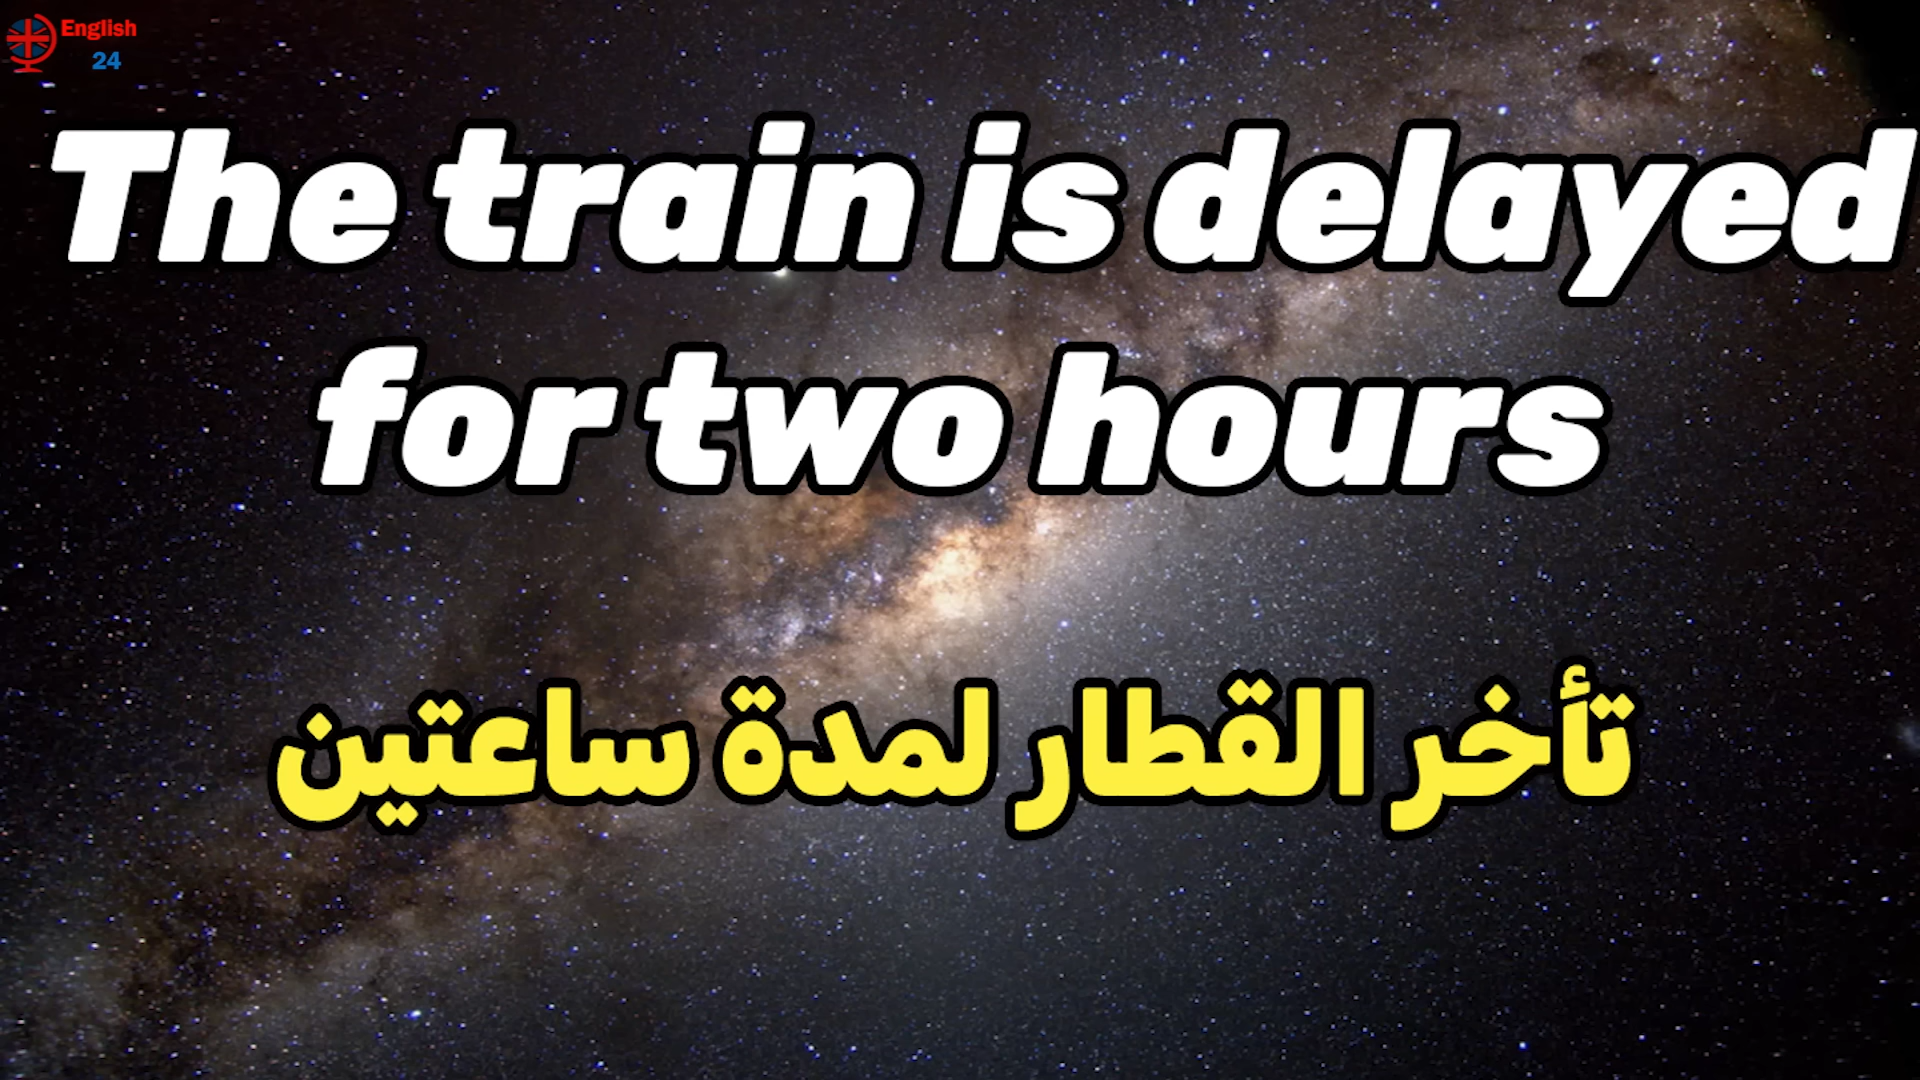 English
24
The train is delayed
for two hours
تأخر القطار لمدة ساعتين